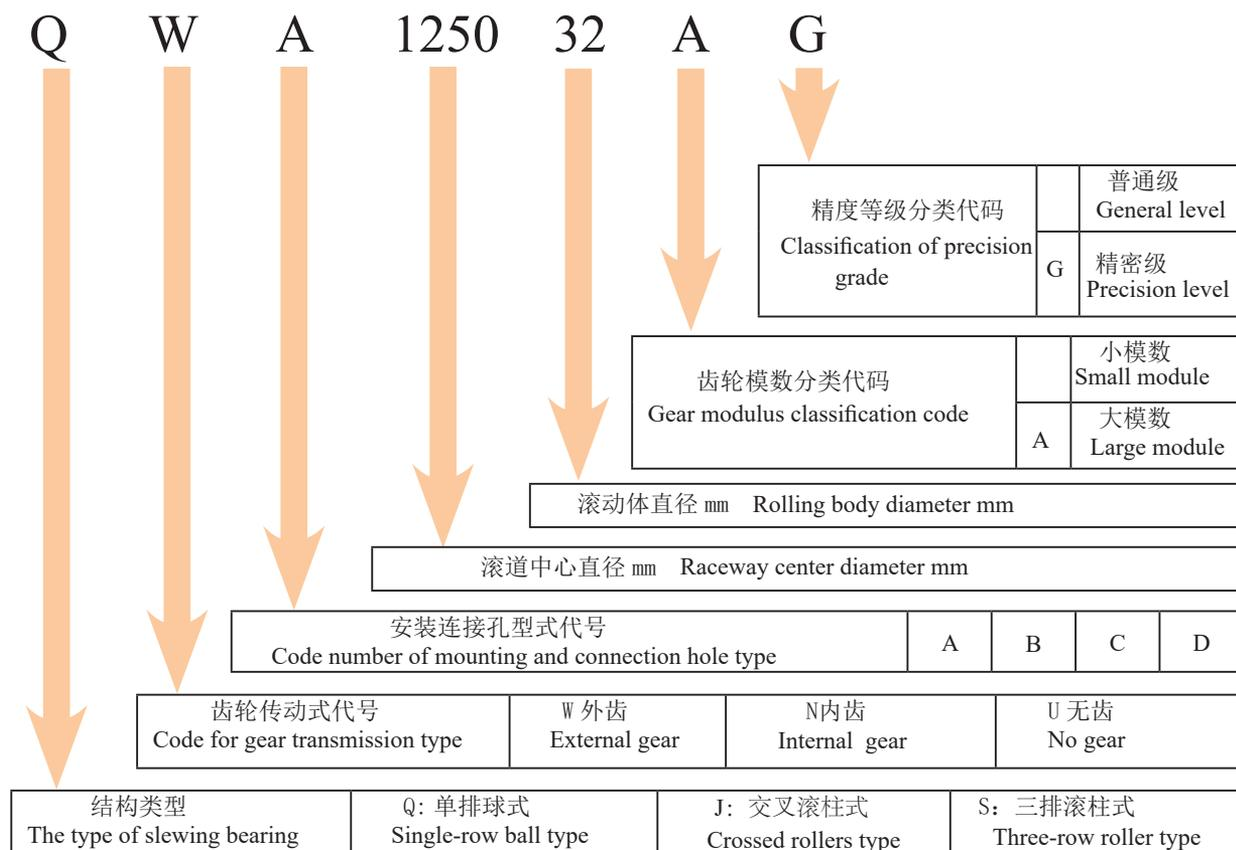 Q W A 1250 32 A G
普通级
General level
精度等级分类代码
Classification of precision
grade
G
精密级
Precision level
小模数
Small module
齿轮模数分类代码
Gear modulus classification code
A
大模数
Large module
滚动体直径 mm Rolling body diameter mm
滚道中心直径 mm Raceway center diameter mm
安装连接孔型式代号
Code number of mounting and connection hole type
A B C D
齿轮传动式代号 W 外齿 N内齿 U 无齿
Code for gear transmission type External gear Internal gear No gear
结构类型 Q: 单排球式 J: 交叉滚柱式 S: 三排滚柱式
The type of slewing bearing Single-row ball type Crossed rollers type Three-row roller type